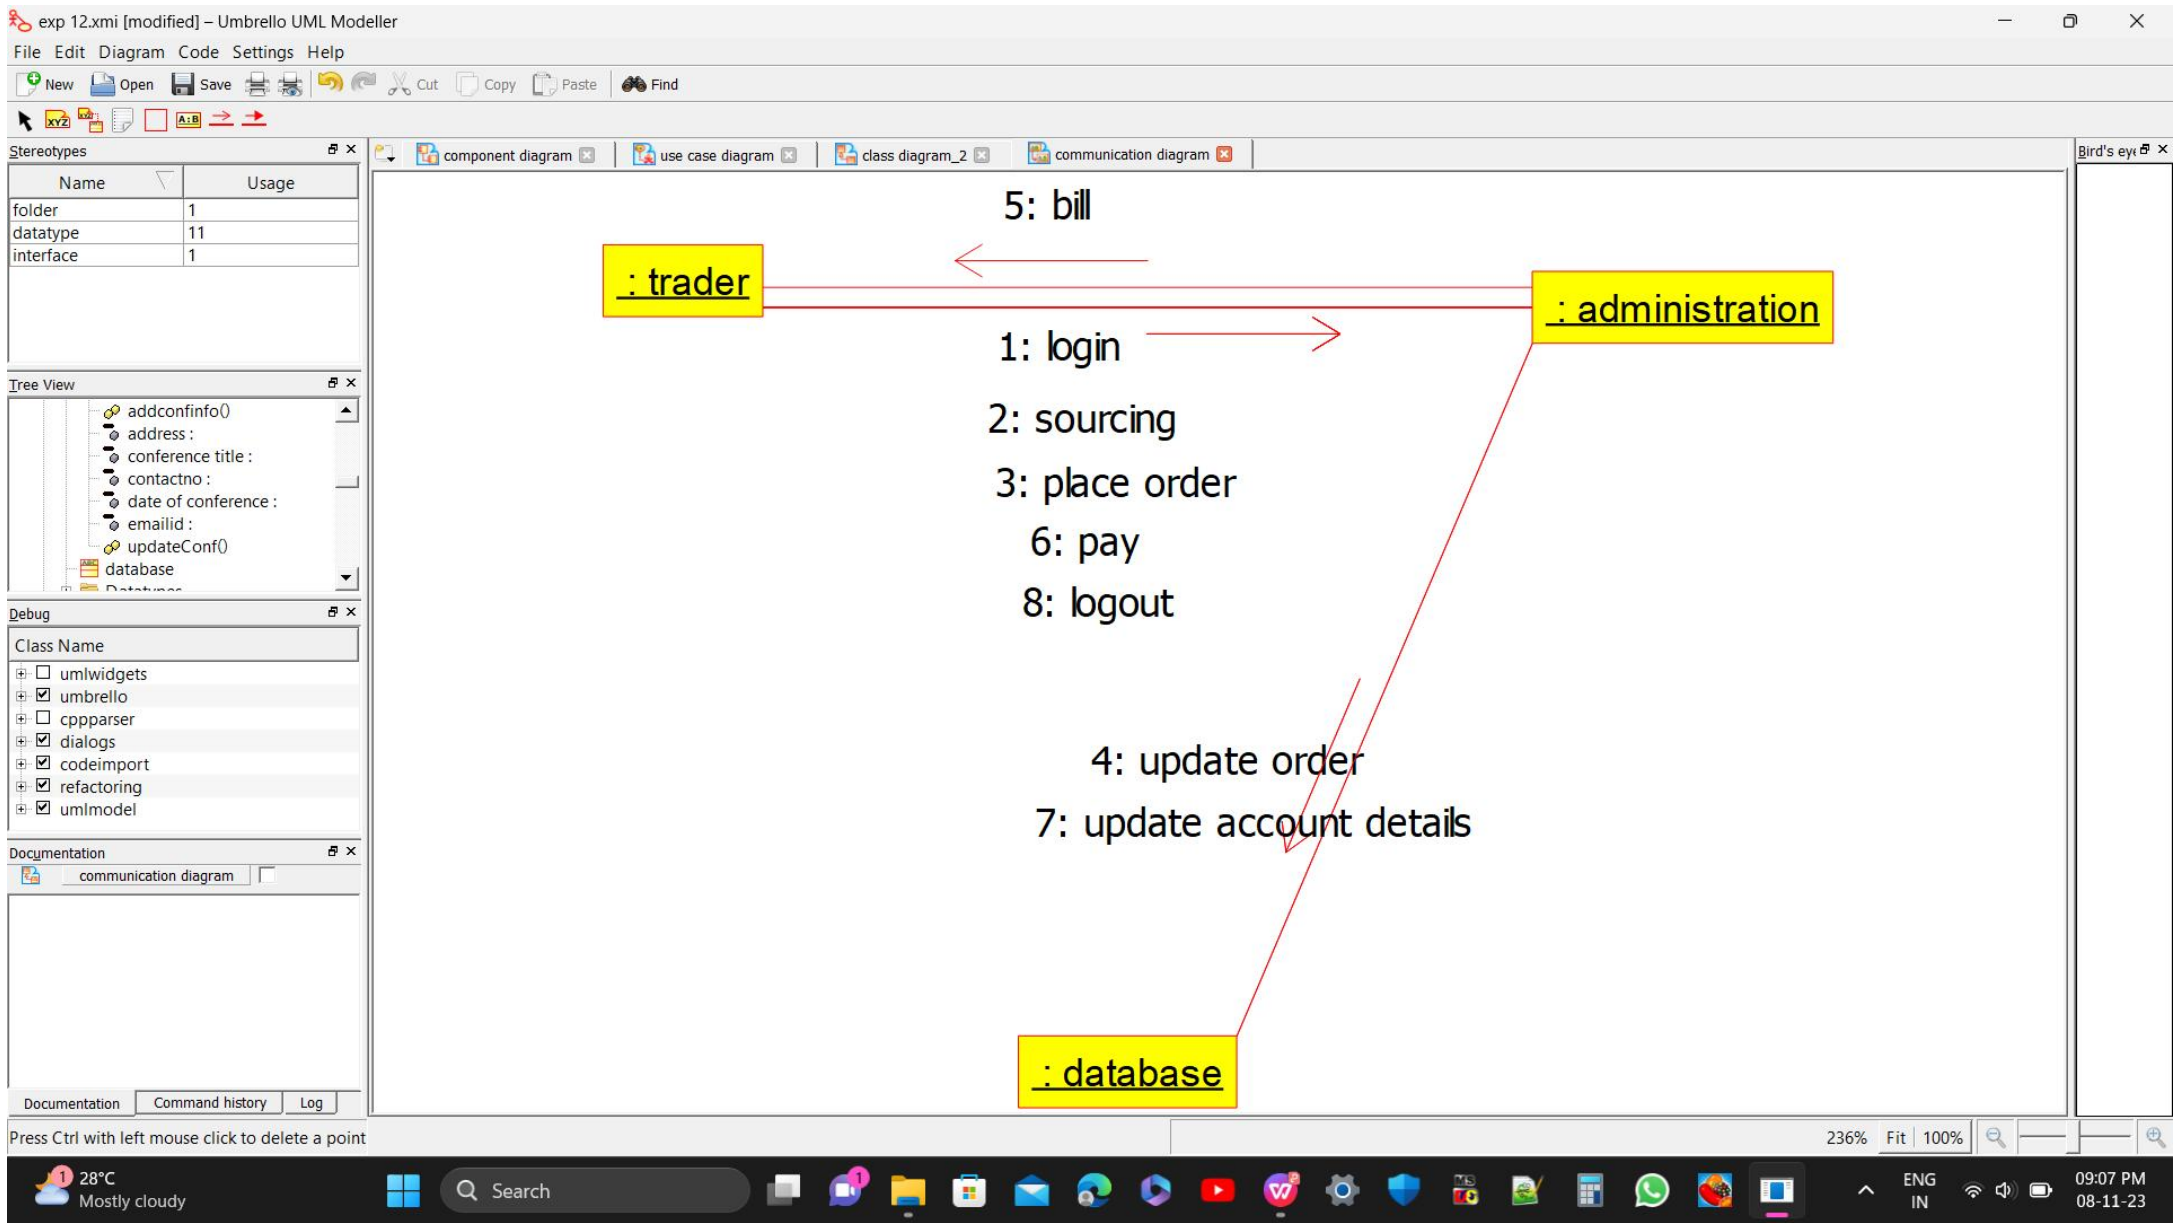 exp 12.xmi [modified] – Umbrello UML Modeller
File Edit Diagram Code Settings Help
New Open Save Cut Copy Paste Find
XYZ A:B
Stereotypes
Name Usage
folder 1
datatype 11
interface 1
Tree View
addconfinfo()
address :
conference title :
contactno :
date of conference :
emailid :
updateConf()
database
Datatypes
Debug
Class Name
umlwidgets
umbrello
cppparser
dialogs
codeimport
refactoring
umlmodel
Documentation
communication diagram
Documentation Command history Log
component diagram use case diagram class diagram_2 communication diagram
5: bill
: trader
: administration
1: login
2: sourcing
3: place order
6: pay
8: logout
4: update order
7: update account details
: database
Bird's eye
Press Ctrl with left mouse click to delete a point
236% Fit 100%
1
28°C
Mostly cloudy
Search
1
ENG
IN
09:07 PM
08-11-23